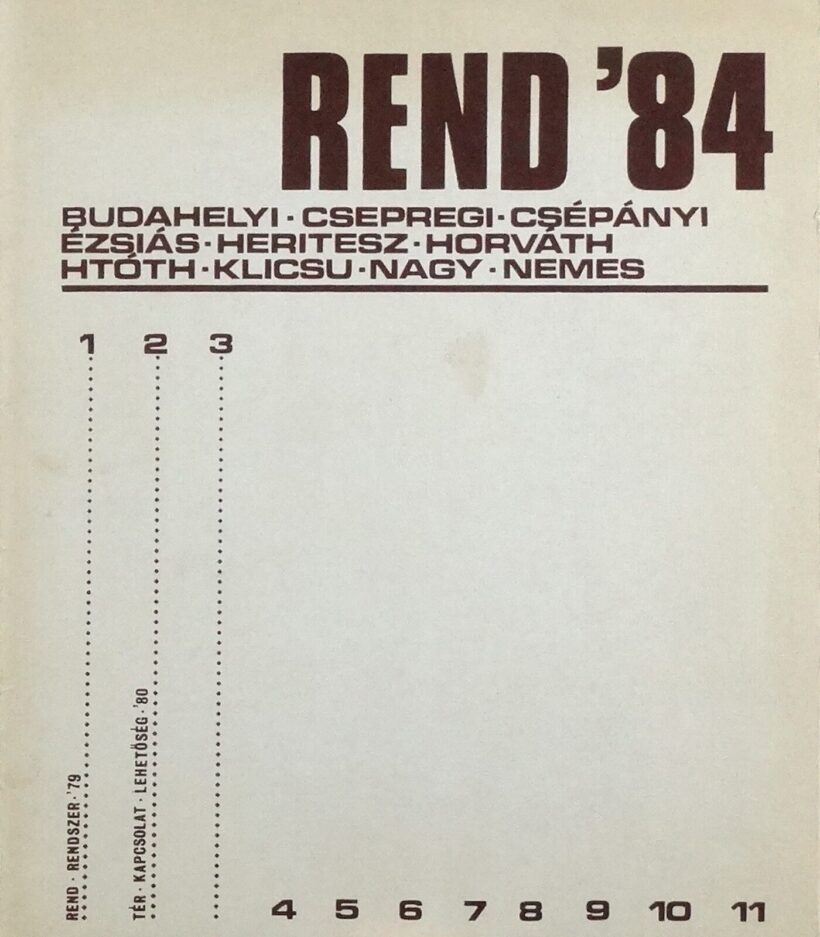 REND '84
BUDAHELYI · CSEPREGI · CSÉPÁNYI
ÉZSIÁS · HERITESZ · HORVÁTH
HTÓTH · KLICSU · NAGY · NEMES
1 2 3
REND · RENDSZER · '79
TÉR · KAPCSOLAT · LEHETŐSÉG · '80
4 5 6 7 8 9 10 11